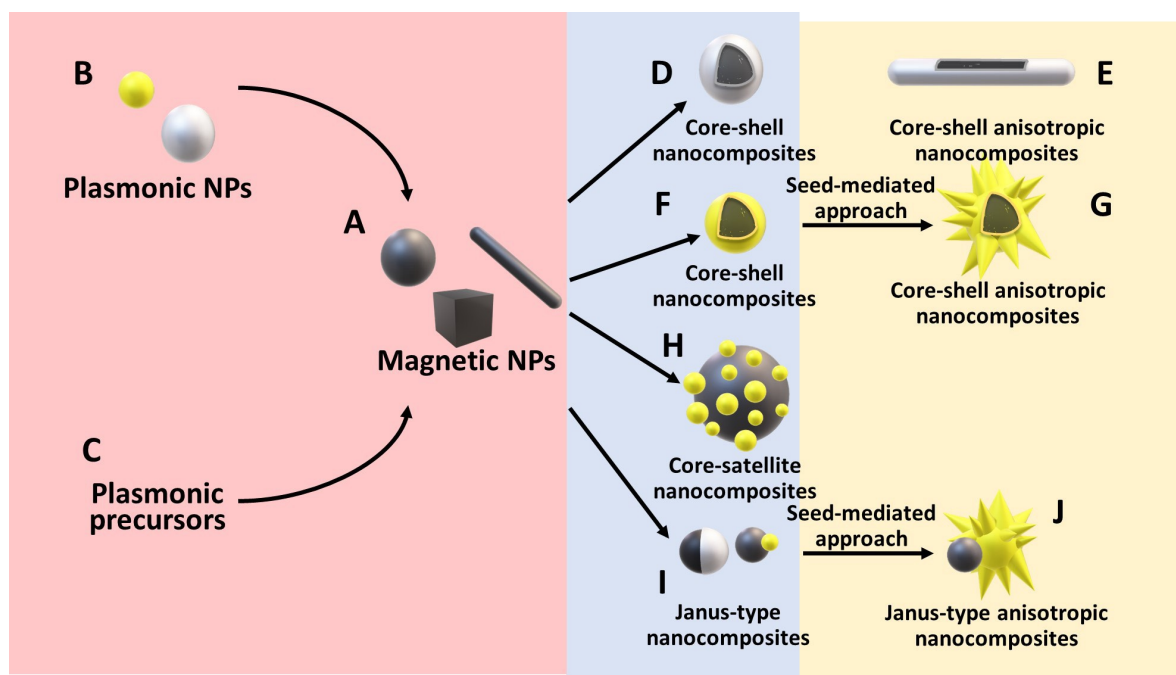 B
Plasmonic NPs
A
Magnetic NPs
C
Plasmonic
precursors
D
Core-shell
nanocomposites
E
Core-shell anisotropic
nanocomposites
F
Core-shell
nanocomposites
Seed-mediated
approach
G
Core-shell anisotropic
nanocomposites
H
Core-satellite
nanocomposites
I
Janus-type
nanocomposites
Seed-mediated
approach
J
Janus-type anisotropic
nanocomposites